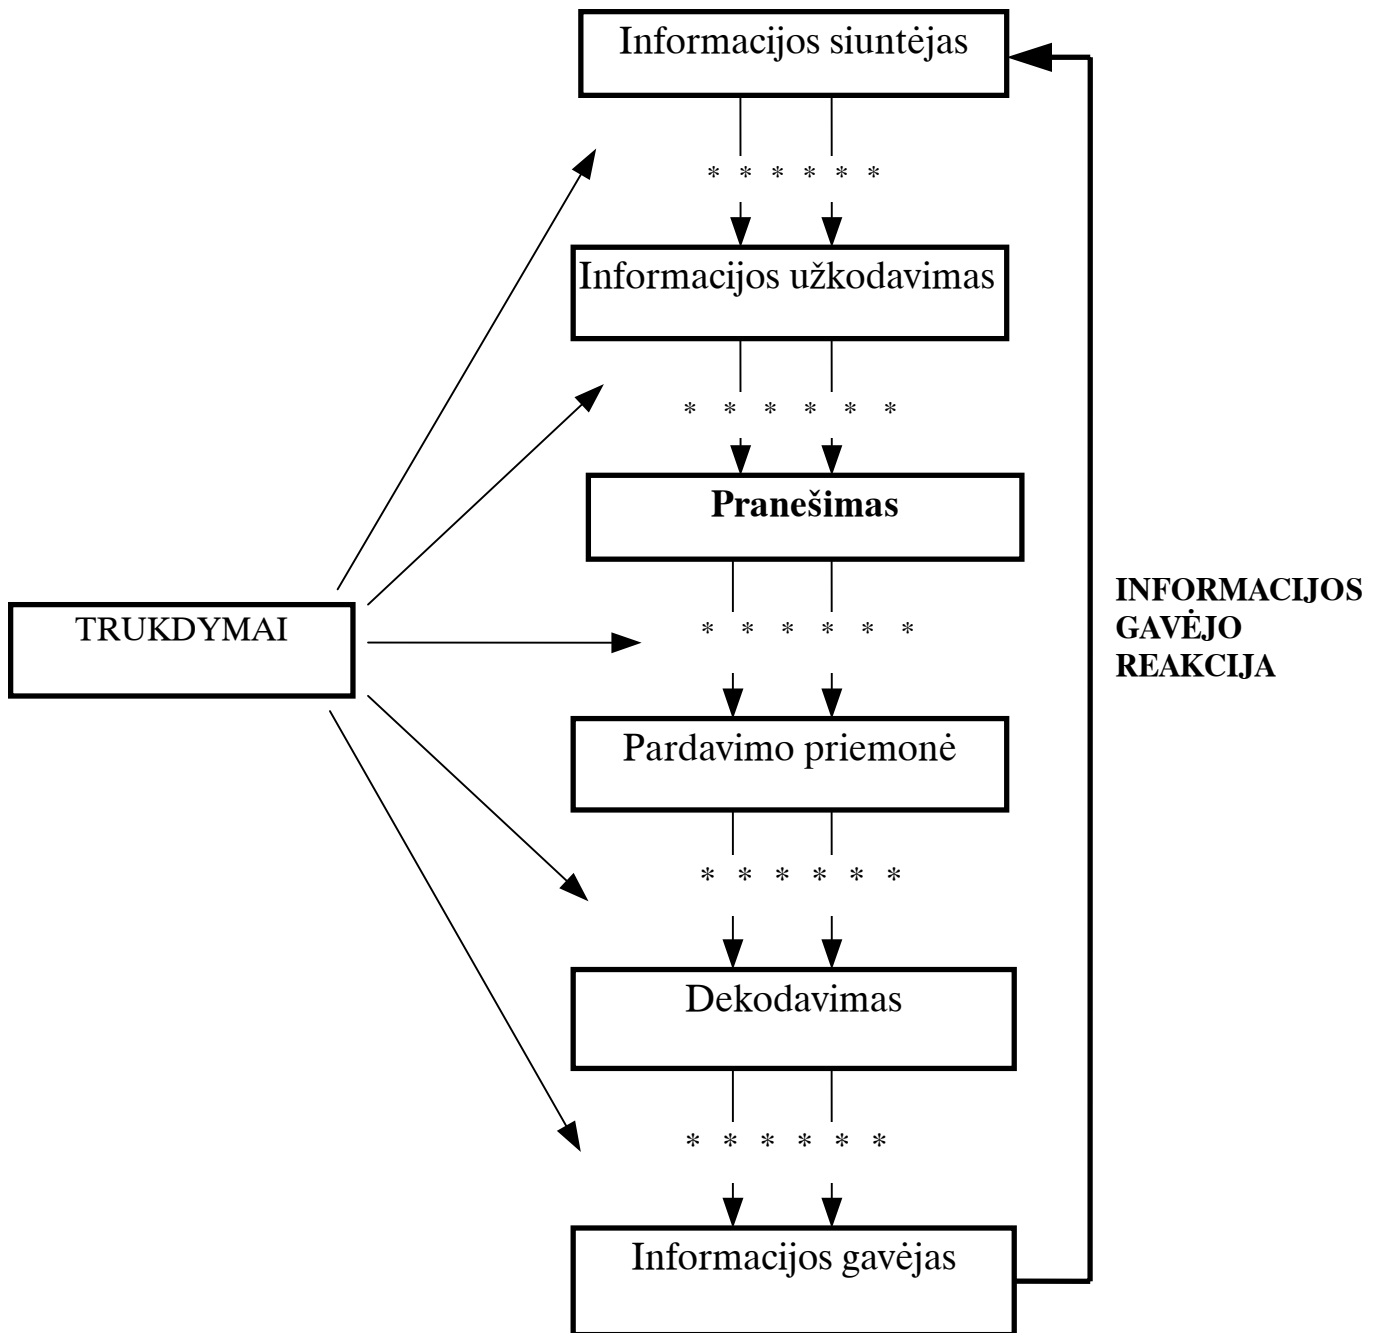 Informacijos siuntėjas
* * * * * *
Informacijos užkodavimas
* * * * * *
Pranešimas
* * * * * *
TRUKDYMAI
INFORMACIJOS
GAVĖJO
REAKCIJA
Pardavimo priemonė
* * * * * *
Dekodavimas
* * * * * *
Informacijos gavėjas